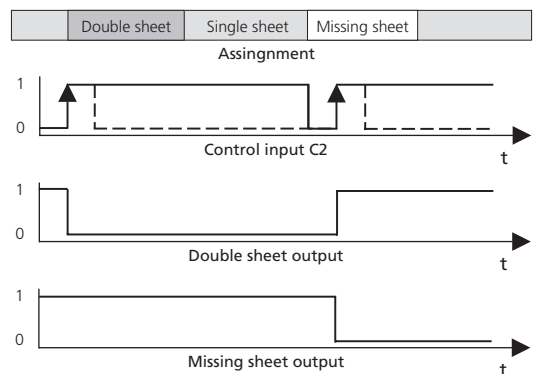 Double sheet Single sheet Missing sheet
Assingnment
1
0
Control input C2
t
1
0
Double sheet output
t
1
0
Missing sheet output
t